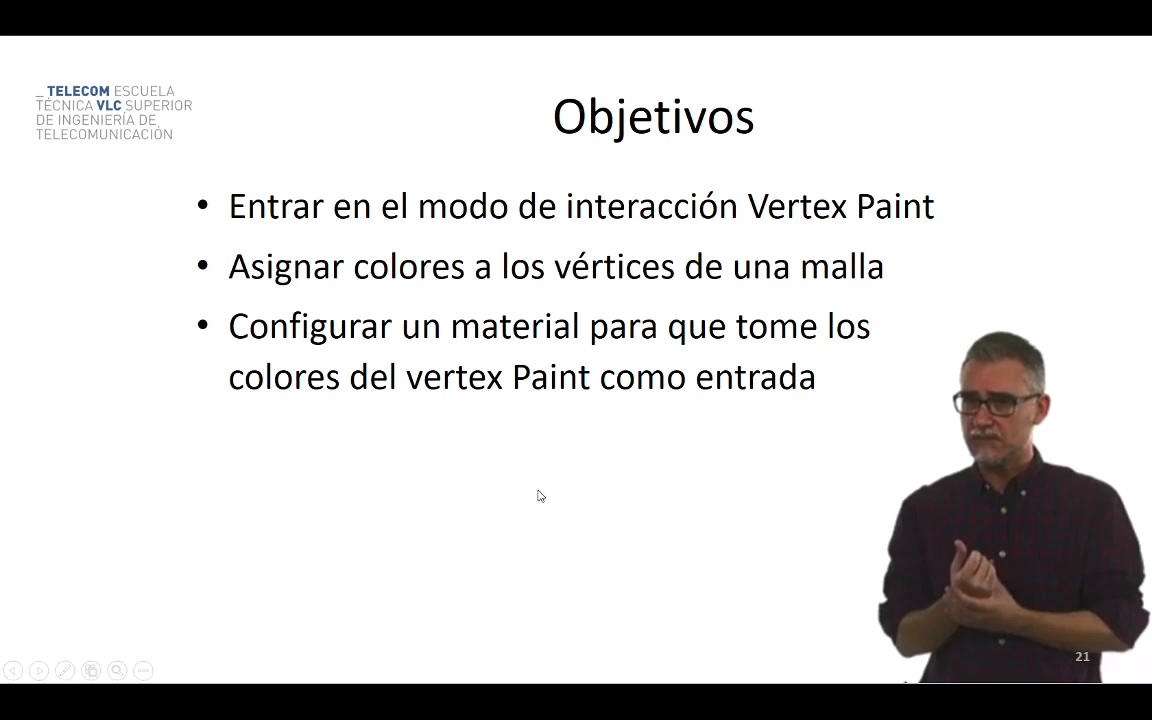 _ TELECOM ESCUELA
TÉCNICA VLC SUPERIOR
DE INGENIERÍA DE
TELECOMUNICACIÓN
Objetivos
• Entrar en el modo de interacción Vertex Paint
• Asignar colores a los vértices de una malla
• Configurar un material para que tome los
colores del vertex Paint como entrada
21